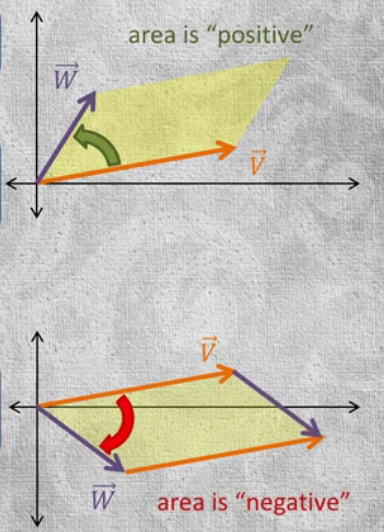 area is “positive”
W⃗
V⃗
V⃗
W⃗
area is “negative”